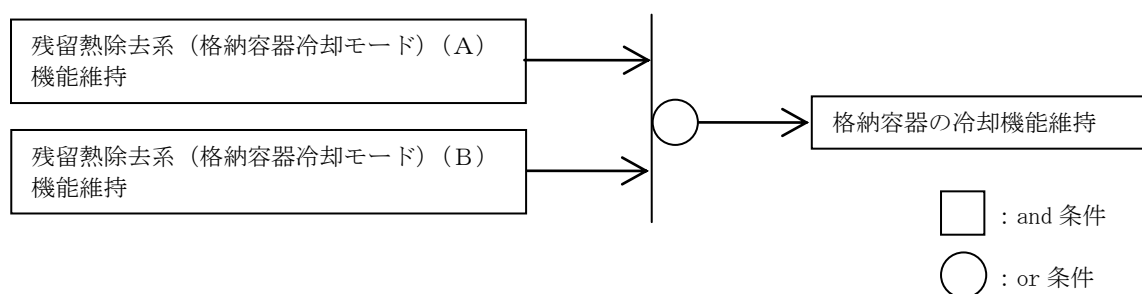 残留熱除去系（格納容器冷却モード）（Ａ）
機能維持
残留熱除去系（格納容器冷却モード）（Ｂ）
機能維持
格納容器の冷却機能維持
：and 条件
：or 条件